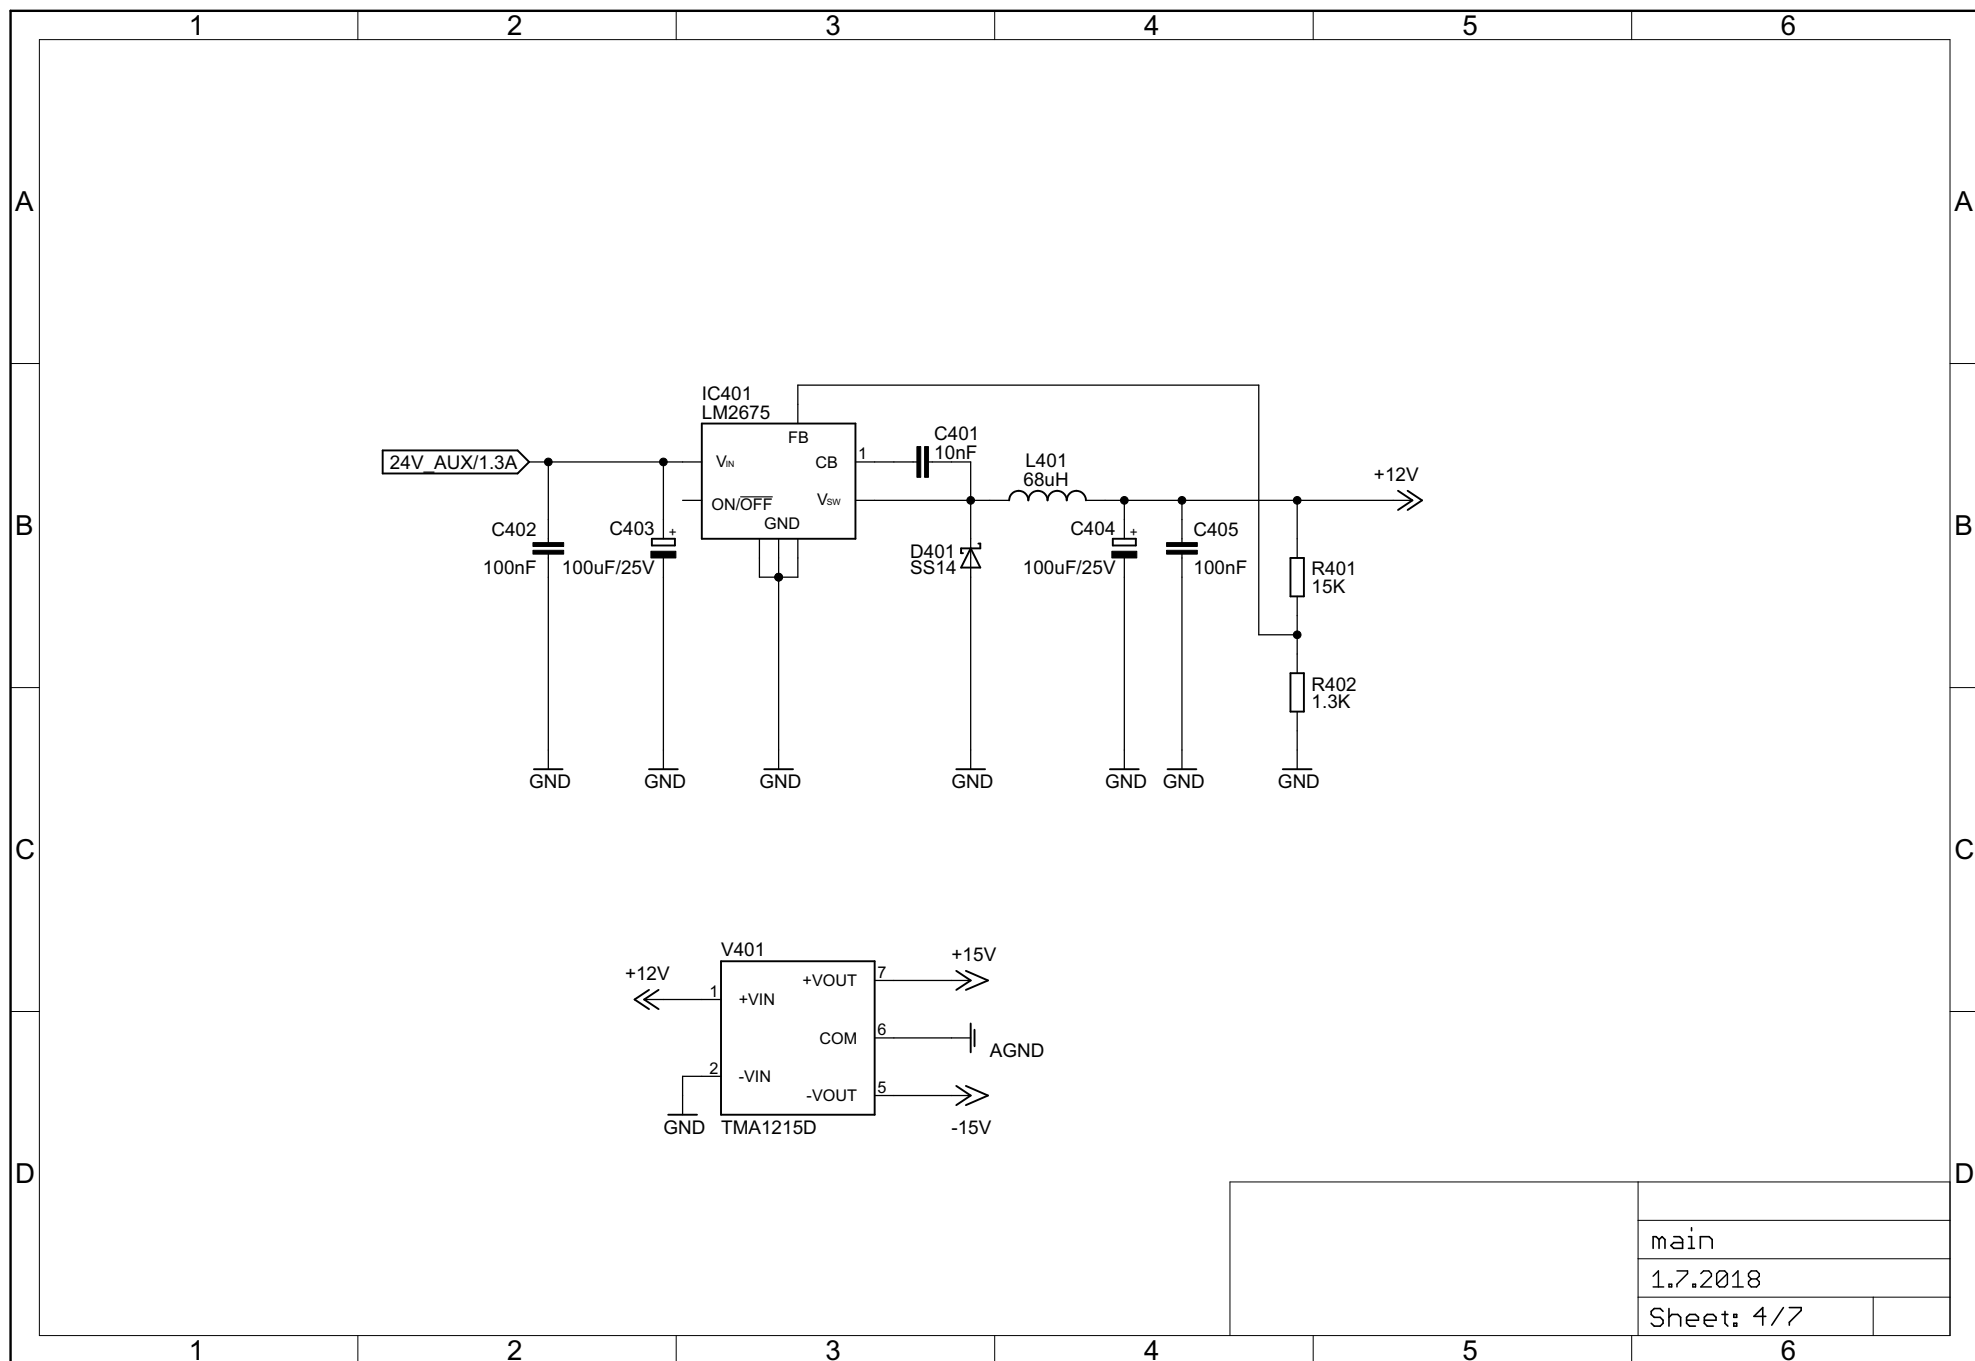 1 2 3 4 5 6
A A
IC401
LM2675
FB
C401
10nF
24V_AUX/1.3A
VIN
CB
1
L401
68uH
+12V
ON/OFF
VSW
GND
B B
C402
100nF
C403
+
100uF/25V
D401
SS14
C404
+
100uF/25V
C405
100nF
R401
15K
R402
1.3K
GND GND GND GND GND GND GND
C C
V401
+12V
1
+VIN
+VOUT
7
+15V
COM
6
AGND
2
-VIN
-VOUT
5
GND
TMA1215D
-15V
D D
main
1.7.2018
Sheet: 4/7
1 2 3 4 5 6